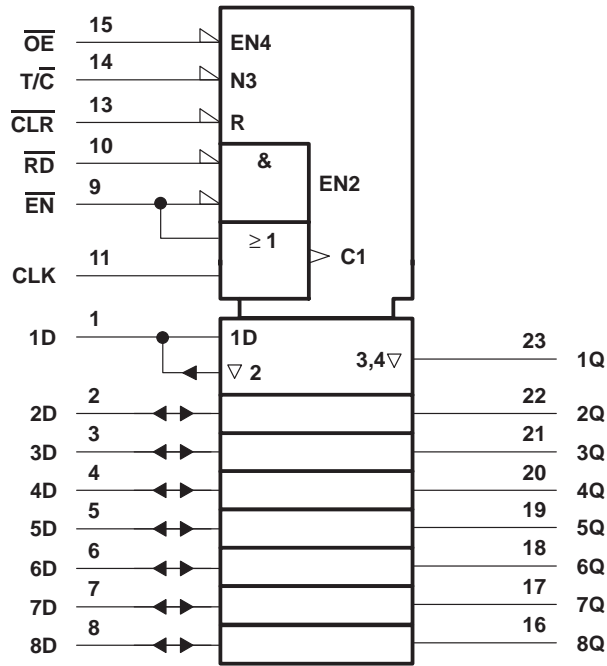 15
OE EN4
14
T/C N3
13
CLR R
10
RD &
9 EN2
EN
≥ 1
11 C1
CLK
1
1D 1D 23
▽ 2 3,4▽ 1Q
2 22
2D 2Q
3 21
3D 3Q
4 20
4D 4Q
5 19
5D 5Q
6 18
6D 6Q
7 17
7D 7Q
8 16
8D 8Q